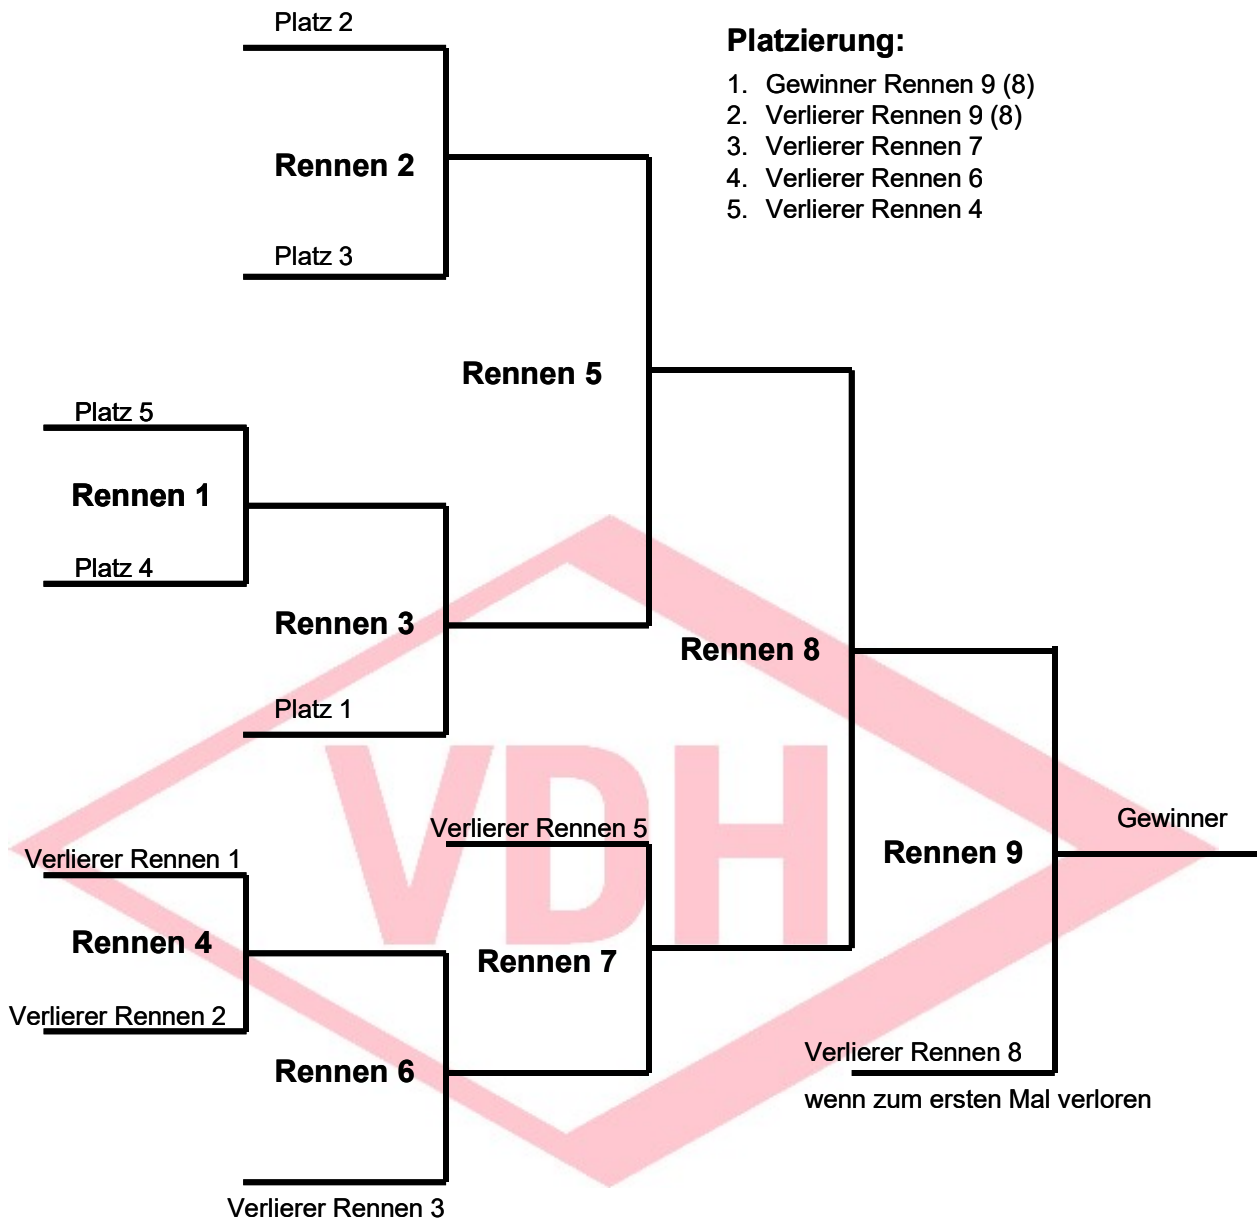 Platz 2
Platzierung:
1. Gewinner Rennen 9 (8)
2. Verlierer Rennen 9 (8)
3. Verlierer Rennen 7
4. Verlierer Rennen 6
5. Verlierer Rennen 4
Rennen 2
Platz 3
Rennen 5
Platz 5
Rennen 1
Platz 4
Rennen 3
Rennen 8
Platz 1
VDH
Verlierer Rennen 5
Gewinner
Verlierer Rennen 1
Rennen 9
Rennen 4
Rennen 7
Verlierer Rennen 2
Rennen 6
Verlierer Rennen 8
wenn zum ersten Mal verloren
Verlierer Rennen 3